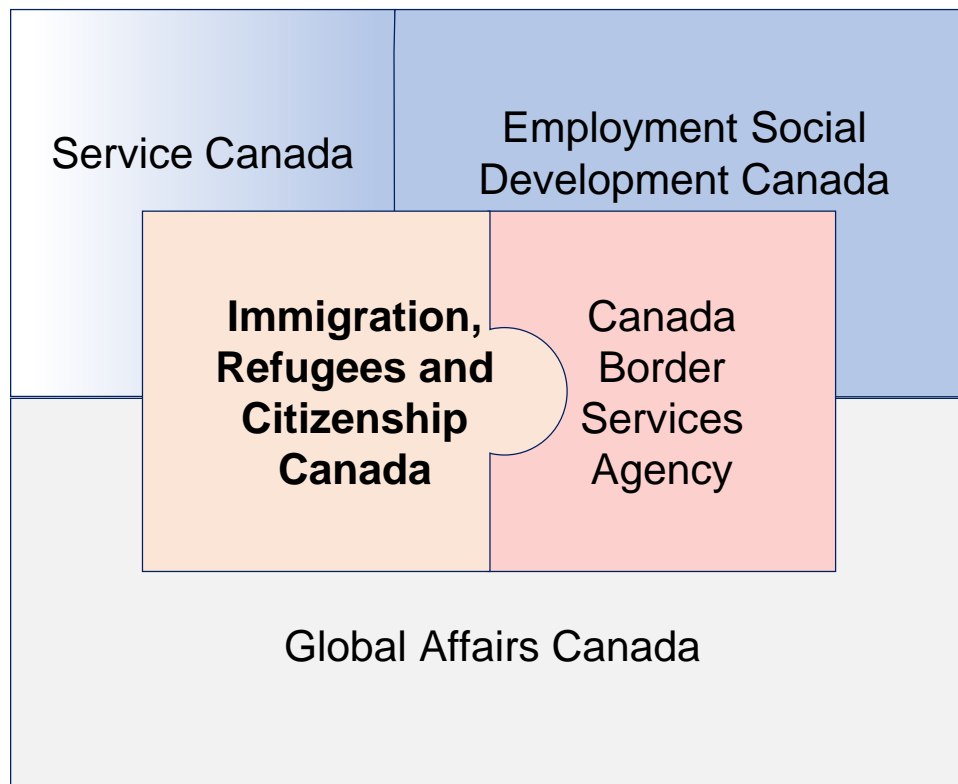 Service Canada
Employment Social
Development Canada
Immigration,
Refugees and
Citizenship
Canada
Canada
Border
Services
Agency
Global Affairs Canada